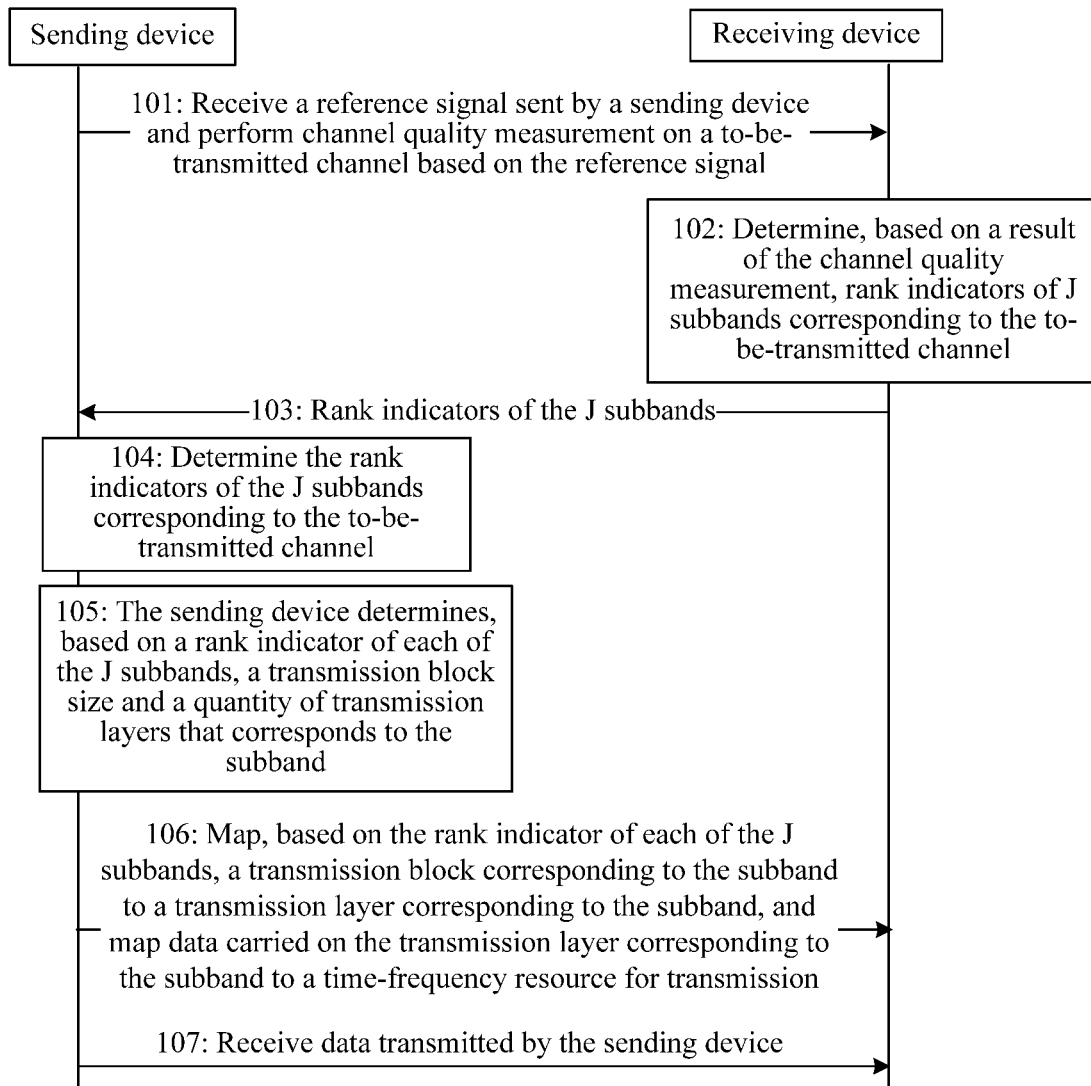 Sending device
Receiving device
101: Receive a reference signal sent by a sending device
and perform channel quality measurement on a to-be-
transmitted channel based on the reference signal
102: Determine, based on a result
of the channel quality
measurement, rank indicators of J
subbands corresponding to the to-
be-transmitted channel
103: Rank indicators of the J subbands
104: Determine the rank
indicators of the J subbands
corresponding to the to-be-
transmitted channel
105: The sending device determines,
based on a rank indicator of each of
the J subbands, a transmission block
size and a quantity of transmission
layers that corresponds to the
subband
106: Map, based on the rank indicator of each of the J
subbands, a transmission block corresponding to the subband
to a transmission layer corresponding to the subband, and
map data carried on the transmission layer corresponding to
the subband to a time-frequency resource for transmission
107: Receive data transmitted by the sending device